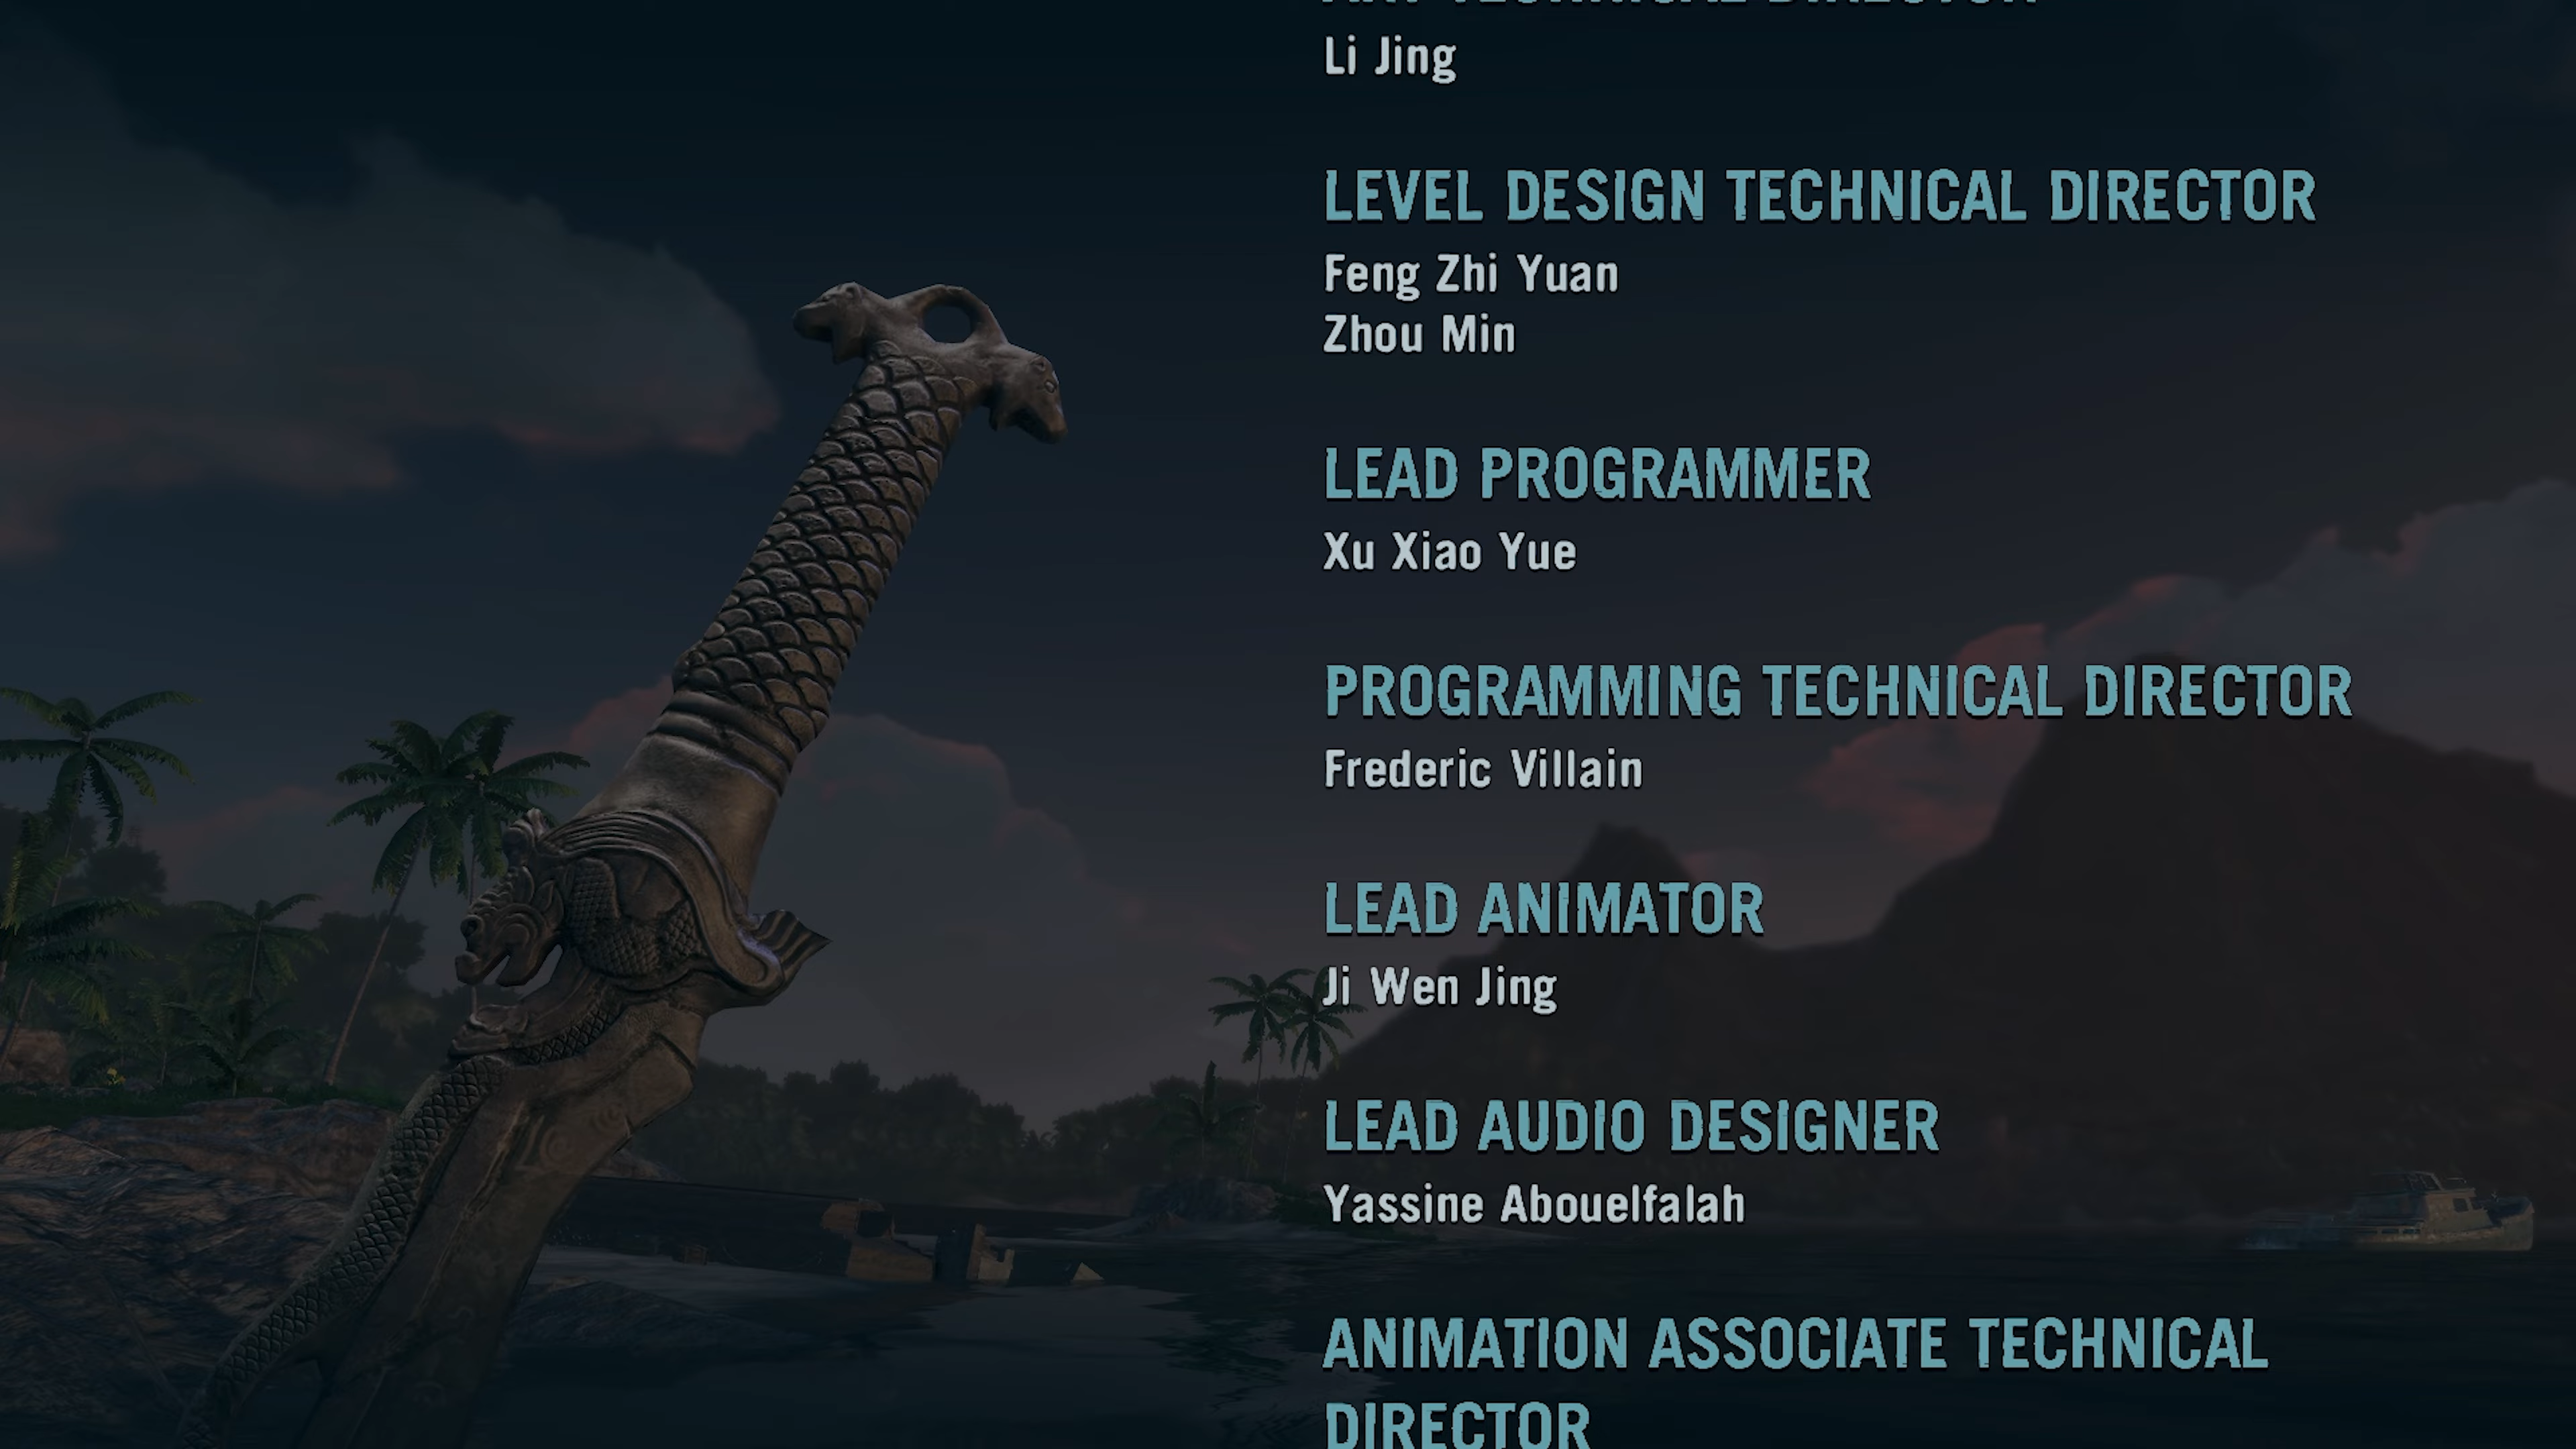 Li Jing
LEVEL DESIGN TECHNICAL DIRECTOR
Feng Zhi Yuan
Zhou Min
LEAD PROGRAMMER
Xu Xiao Yue
PROGRAMMING TECHNICAL DIRECTOR
Frederic Villain
LEAD ANIMATOR
Ji Wen Jing
LEAD AUDIO DESIGNER
Yassine Abouelfalah
ANIMATION ASSOCIATE TECHNICAL
DIRECTOR